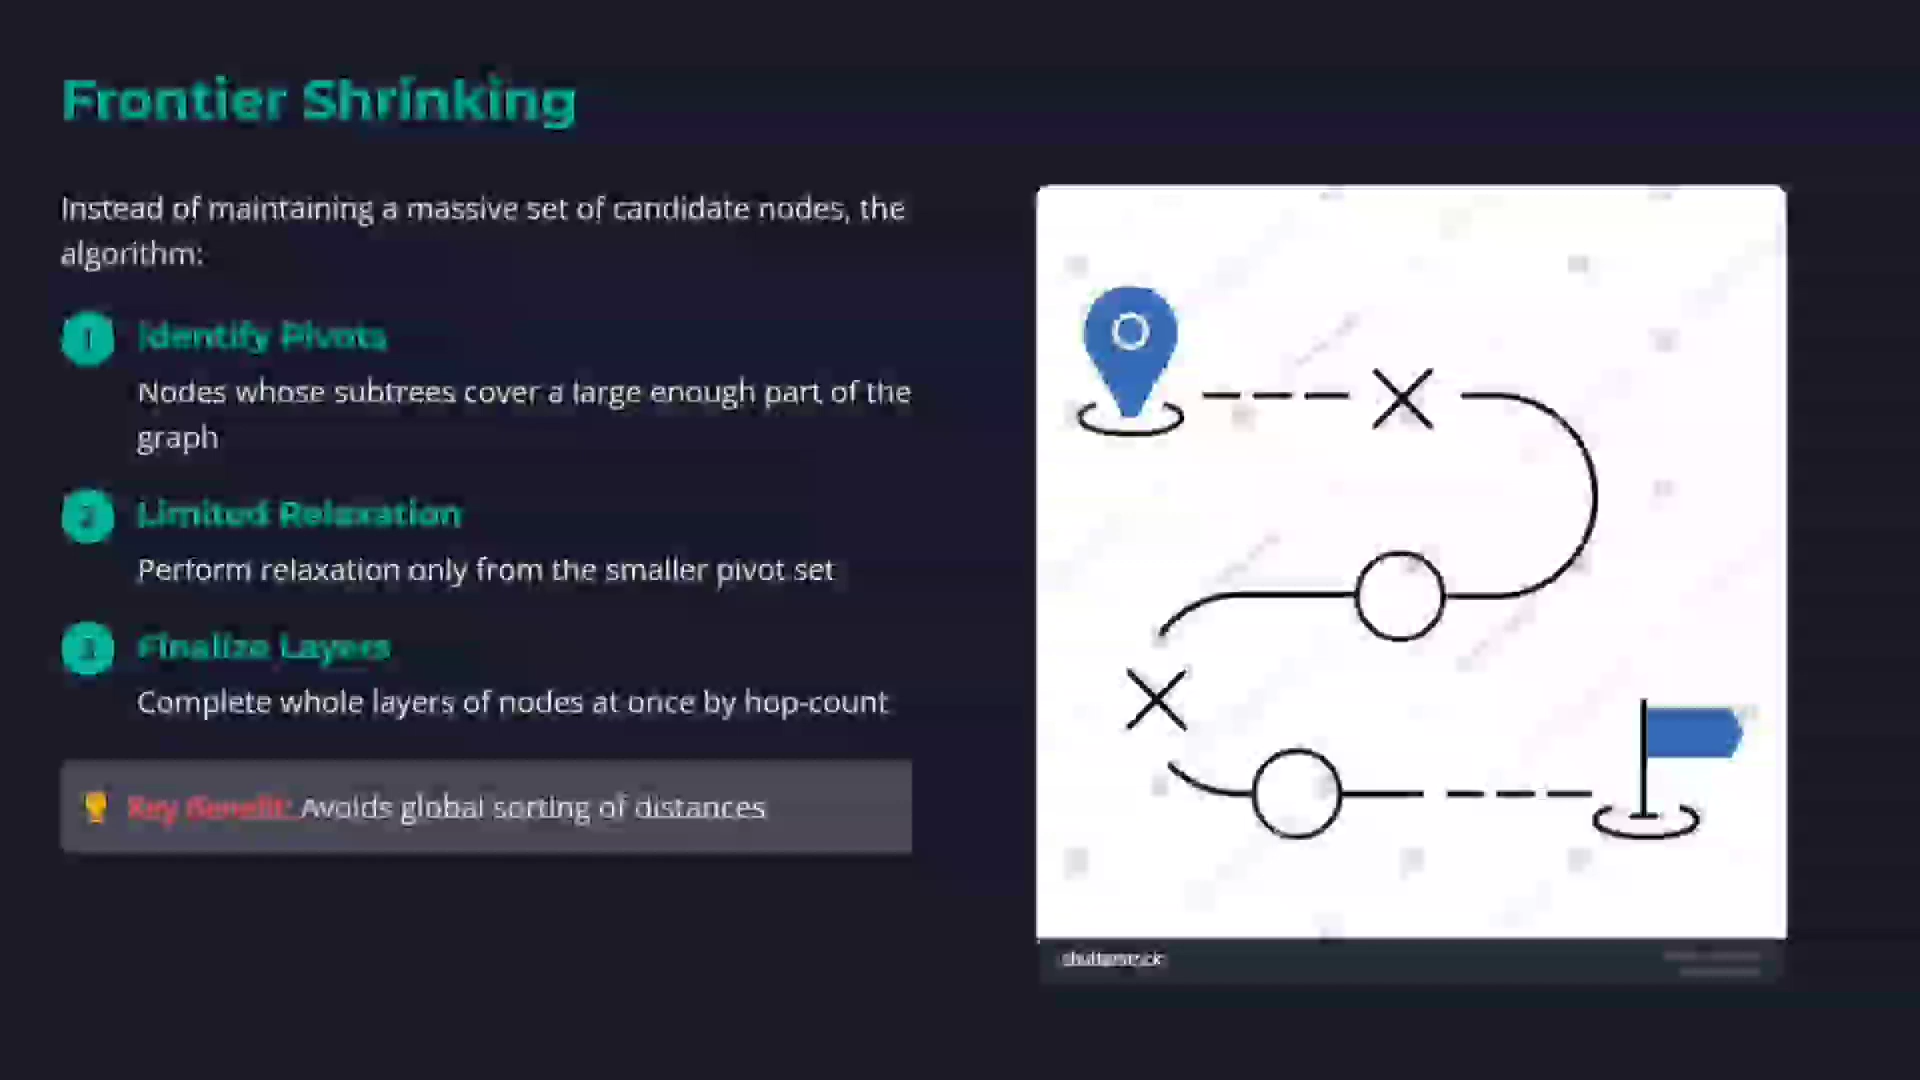 Frontier Shrinking
Instead of maintaining a massive set of candidate nodes, the
algorithm:
1 Identify Pivots
Nodes whose subtrees cover a large enough part of the
graph
2 Limited Relaxation
Perform relaxation only from the smaller pivot set
3 Finalize Layers
Complete whole layers of nodes at once by hop-count
Key Benefit: Avoids global sorting of distances
shutterstock